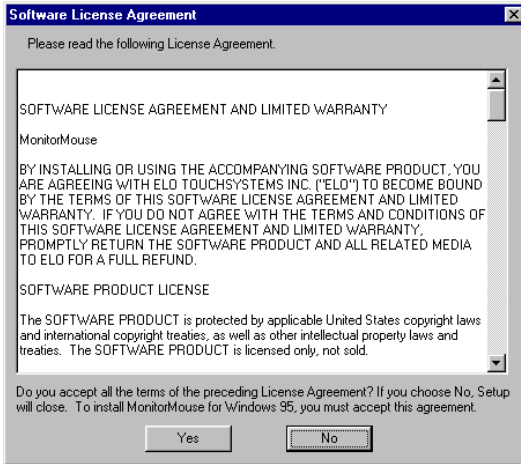 Software License Agreement
Please read the following License Agreement.
SOFTWARE LICENSE AGREEMENT AND LIMITED WARRANTY
MonitorMouse
BY INSTALLING OR USING THE ACCOMPANYING SOFTWARE PRODUCT, YOU
ARE AGREEING WITH ELO TOUCHSYSTEMS INC. ("ELO") TO BECOME BOUND
BY THE TERMS OF THIS SOFTWARE LICENSE AGREEMENT AND LIMITED
WARRANTY.  IF YOU DO NOT AGREE WITH THE TERMS AND CONDITIONS OF
THIS SOFTWARE LICENSE AGREEMENT AND LIMITED WARRANTY,
PROMPTLY RETURN THE SOFTWARE PRODUCT AND ALL RELATED MEDIA
TO ELO FOR A FULL REFUND.
SOFTWARE PRODUCT LICENSE
The SOFTWARE PRODUCT is protected by applicable United States copyright laws
and international copyright treaties, as well as other intellectual property laws and
treaties.  The SOFTWARE PRODUCT is licensed only, not sold.
Do you accept all the terms of the preceding License Agreement? If you choose No, Setup
will close.  To install MonitorMouse for Windows 95, you must accept this agreement.
Yes
No